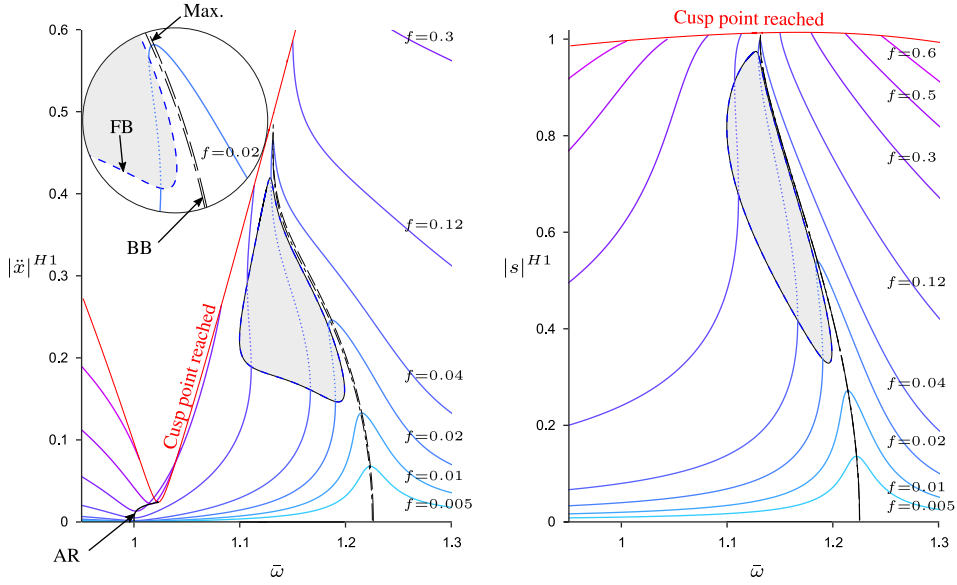 Max.
FB
f=0.02
BB
0.6
0.5
0.4
0.3
0.2
0.1
0
|ẍ|^{H1}
Cusp point reached
f=0.3
f=0.12
f=0.04
f=0.02
f=0.01
f=0.005
AR
1
1.1
1.2
1.3
ω̄
Cusp point reached
1
0.8
0.6
0.4
0.2
0
|s|^{H1}
f=0.6
f=0.5
f=0.3
f=0.12
f=0.04
f=0.02
f=0.01
f=0.005
1
1.1
1.2
1.3
ω̄